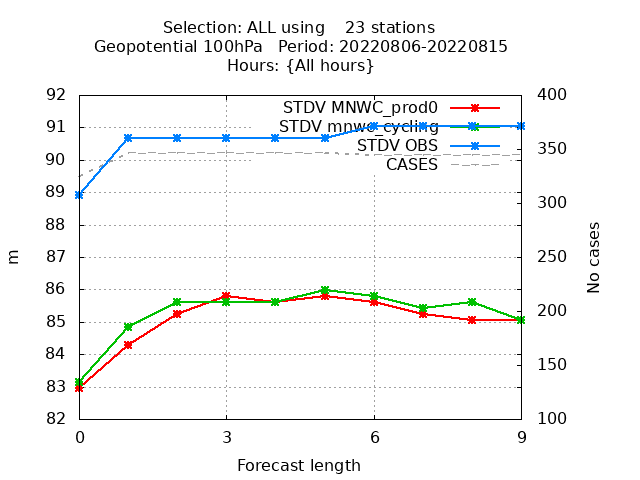 Selection: ALL using    23 stations
Geopotential 100hPa   Period: 20220806-20220815
Hours: {All hours}
92 400
STDV MNWC_prod0
91 STDV mnwc_cycling
STDV OBS 350
90 CASES
89 300
88
87 250
86 200
85
84 150
83
82 100
m
No cases
0 3 6 9
Forecast length